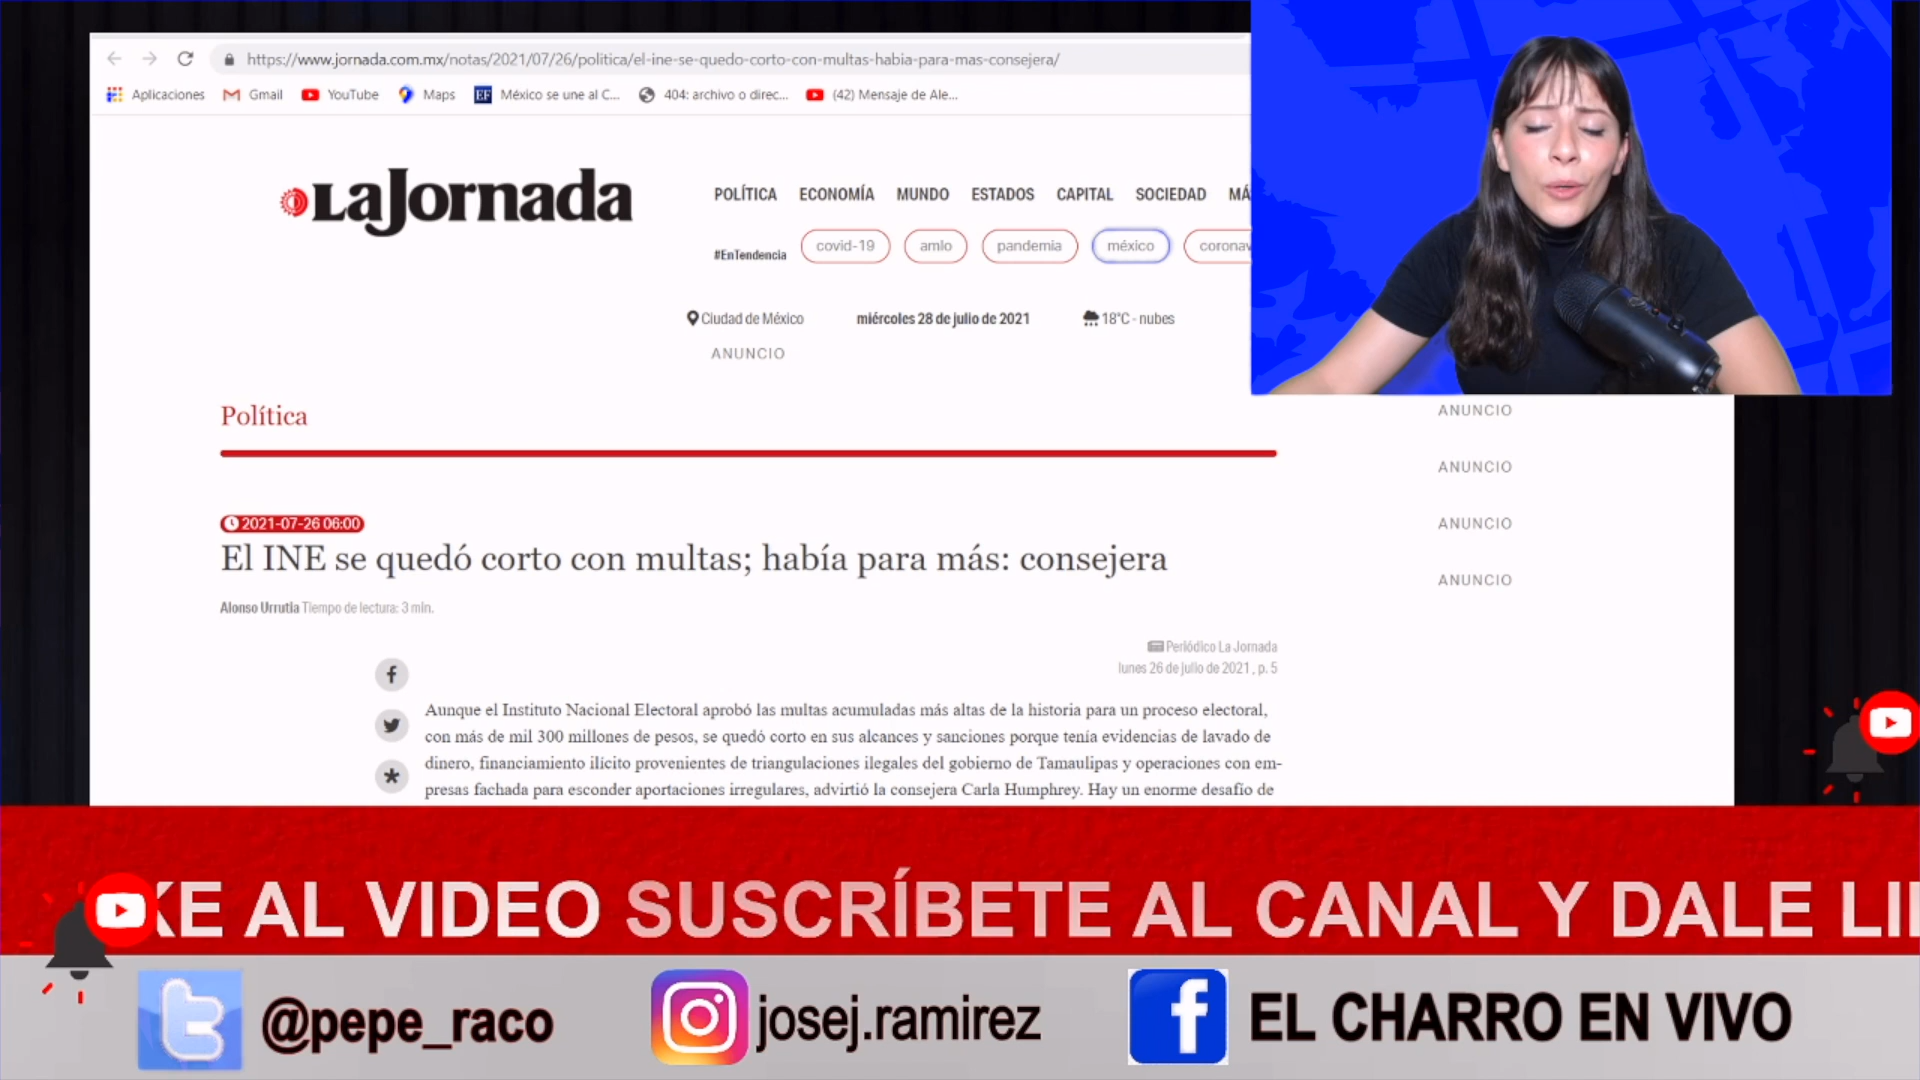 https://www.jornada.com.mx/notas/2021/07/26/politica/el-ine-se-quedo-corto-con-multas-habia-para-mas-consejera/
Aplicaciones Gmail YouTube Maps EF México se une al C... 404: archivo o direc... (42) Mensaje de Ale...
La Jornada
POLÍTICA ECONOMÍA MUNDO ESTADOS CAPITAL SOCIEDAD MÁ
#EnTendencia covid-19 amlo pandemia méxico coronav
Ciudad de México miércoles 28 de julio de 2021 18°C - nubes
ANUNCIO
Política
ANUNCIO
ANUNCIO
ANUNCIO
ANUNCIO
2021-07-26 06:00
El INE se quedó corto con multas; había para más: consejera
Alonso Urrutia Tiempo de lectura: 3 min.
Periódico La Jornada
lunes 26 de julio de 2021 , p. 5
Aunque el Instituto Nacional Electoral aprobó las multas acumuladas más altas de la historia para un proceso electoral,
con más de mil 300 millones de pesos, se quedó corto en sus alcances y sanciones porque tenía evidencias de lavado de
dinero, financiamiento ilícito provenientes de triangulaciones ilegales del gobierno de Tamaulipas y operaciones con em-
presas fachada para esconder aportaciones irregulares, advirtió la consejera Carla Humphrey. Hay un enorme desafío de
KE AL VIDEO SUSCRÍBETE AL CANAL Y DALE LI
@pepe_raco josej.ramirez EL CHARRO EN VIVO